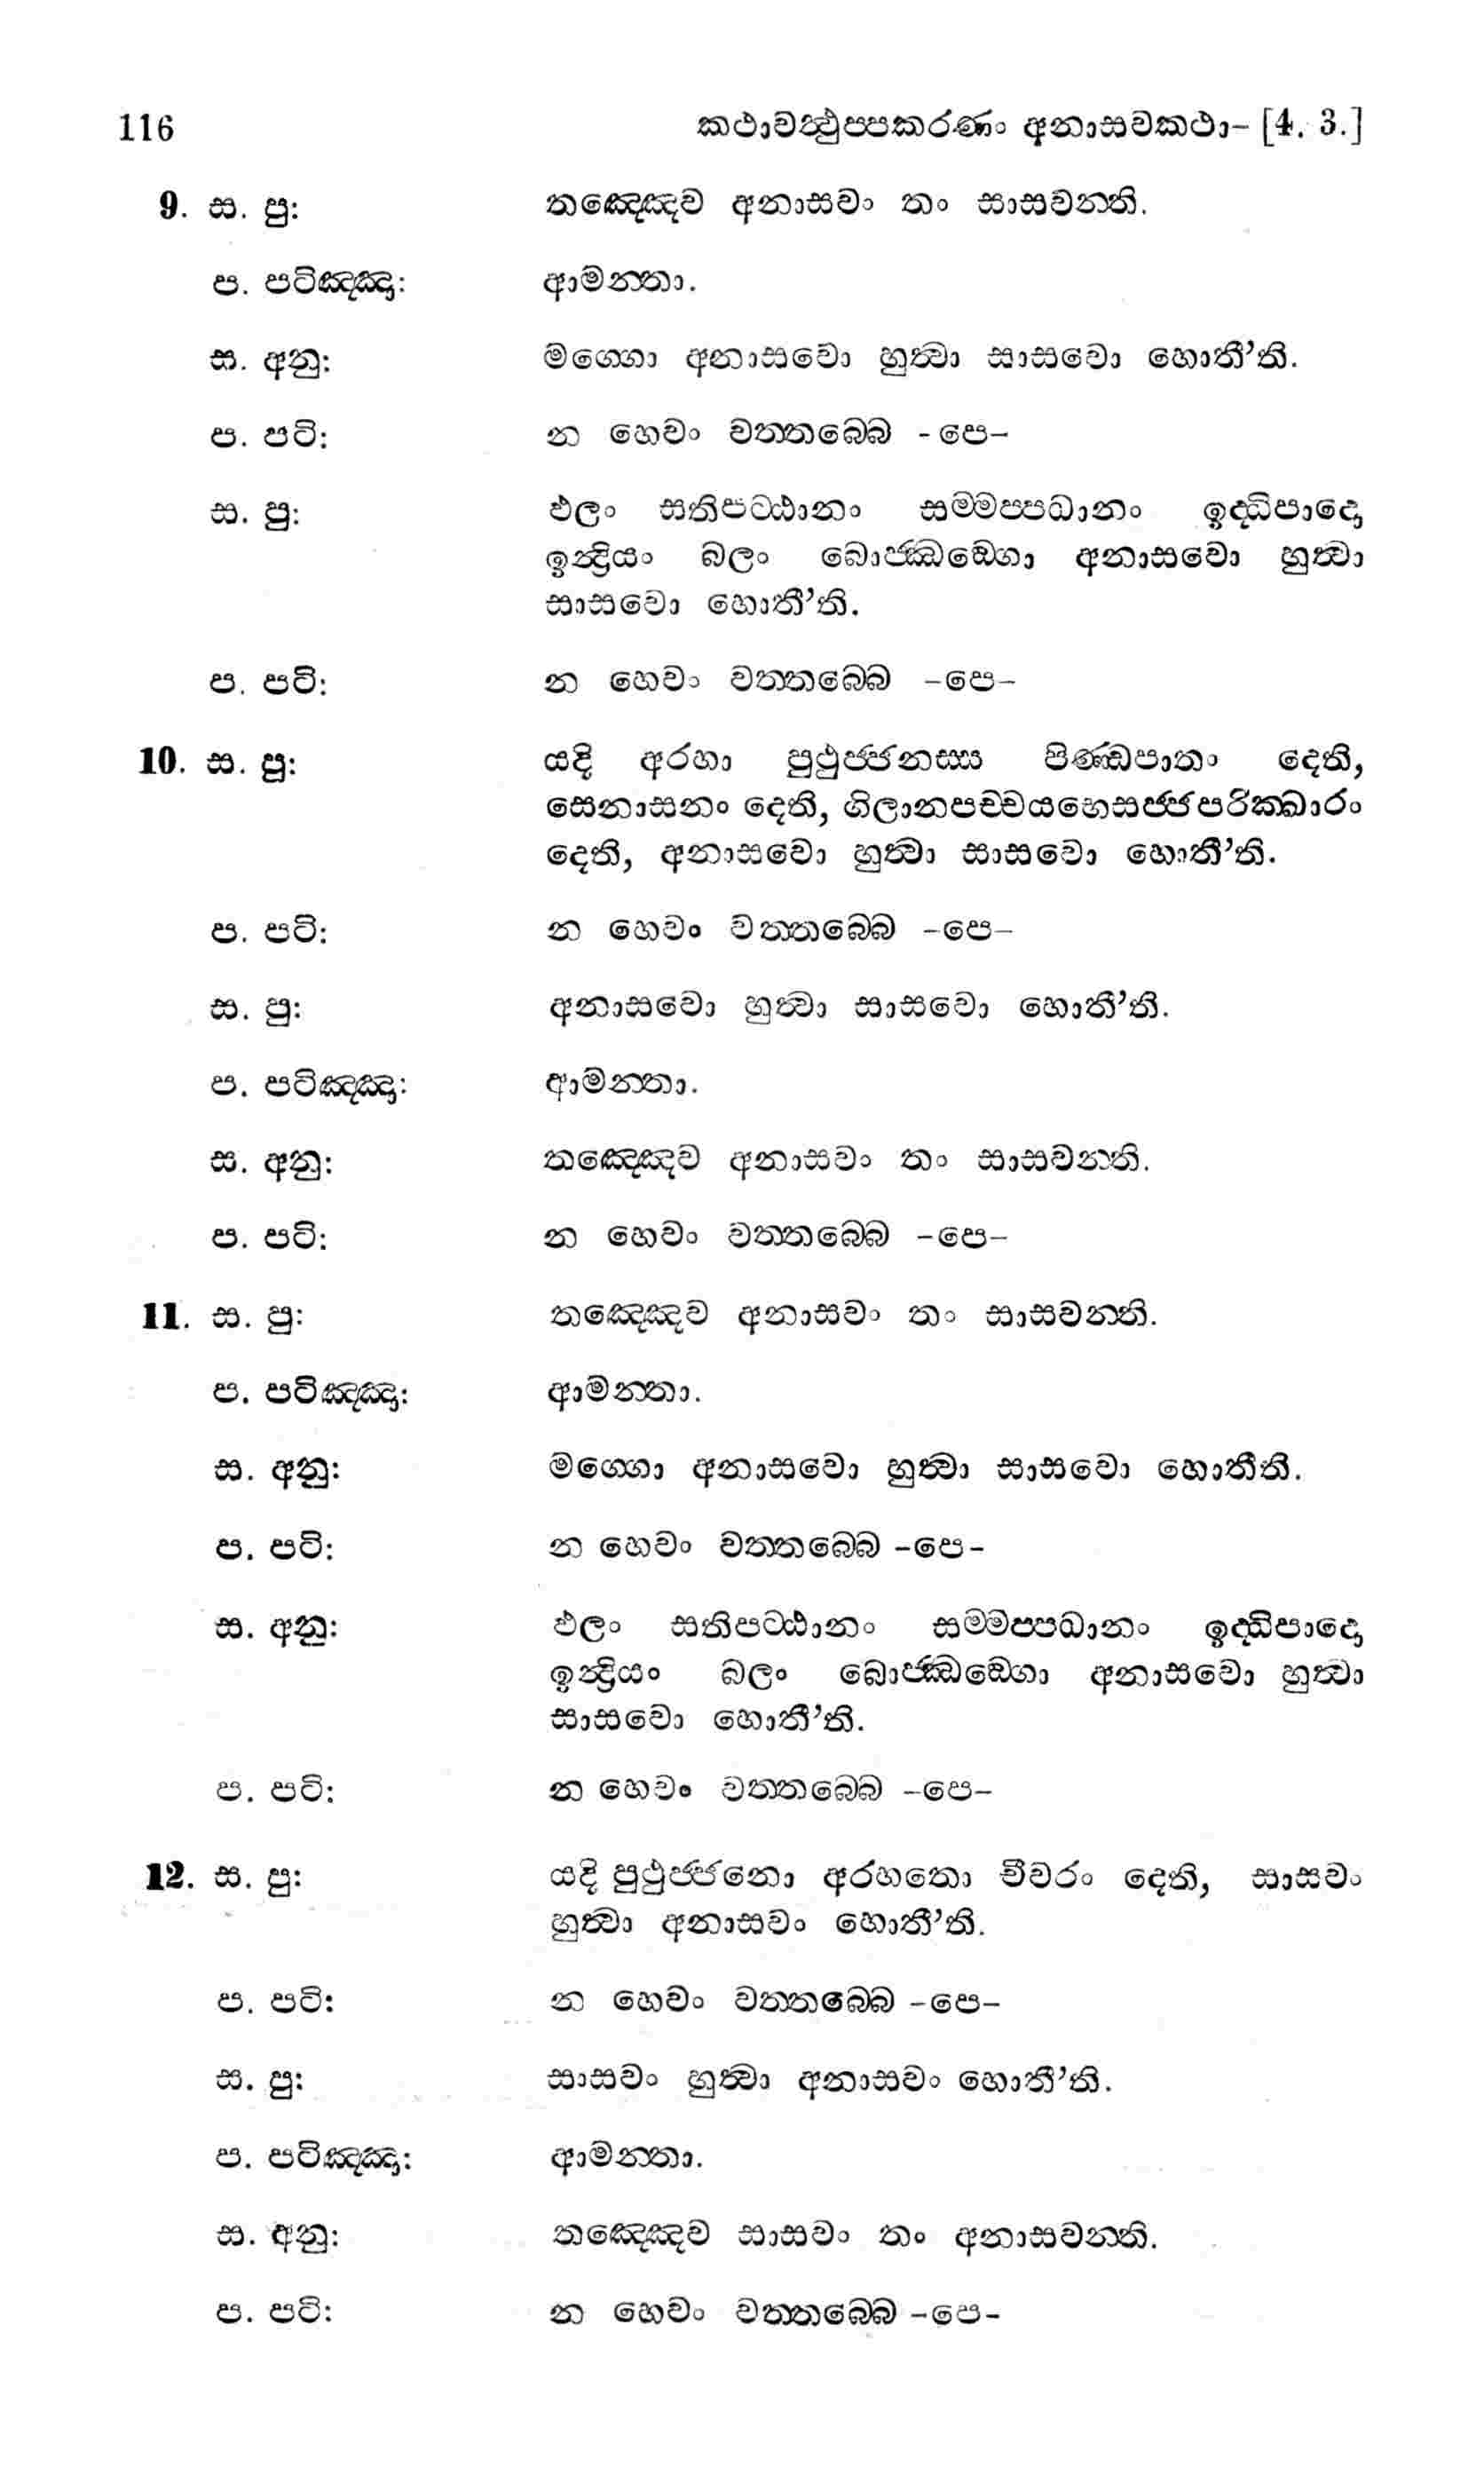 116 කථාවත්‍ථුප්පකරණං අනාසවකථා- [4. 3.]
9. ස. පු: තඤ්ඤෙව අනාසවං තං සාසවන්ති.
ප. පටිඤ්ඤා: ආමන්තා.
ස. අනු: මග්ගො අනාසවො හුත්‍වා සාසවො හොතී’ති.
ප. පටි: න හෙවං වත්තබ්බෙ -පෙ-
ස. පු: ඵලං සතිපට්ඨානං සම්මප්පධානං ඉද්ධිපාදො
ඉන්‍ද්‍රියං බලං බොජ්ඣඞ්ගො අනාසවො හුත්‍වා
සාසවො හොතී’ති.
ප. පටි: න හෙවං වත්තබ්බෙ -පෙ-
10. ස. පු: යදි අරහා පුථුජ්ජනස්ස පිණ්ඩපාතං දෙති,
සෙනාසනං දෙති, ගිලානපච්චයභෙසජ්ජපරික්ඛාරං
දෙති, අනාසවො හුත්‍වා සාසවො හොතී’ති.
ප. පටි: න හෙවං වත්තබ්බෙ -පෙ-
ස. පු: අනාසවො හුත්‍වා සාසවො හොතී’ති.
ප. පටිඤ්ඤා: ආමන්තා.
ස. අනු: තඤ්ඤෙව අනාසවං තං සාසවන්ති.
ප. පටි: න හෙවං වත්තබ්බෙ -පෙ-
11. ස. පු: තඤ්ඤෙව අනාසවං තං සාසවන්ති.
ප. පටිඤ්ඤා: ආමන්තා.
ස. අනු: මග්ගො අනාසවො හුත්‍වා සාසවො හොතීති.
ප. පටි: න හෙවං වත්තබ්බෙ -පෙ-
ස. අනු: ඵලං සතිපට්ඨානං සම්මප්පධානං ඉද්ධිපාදො
ඉන්‍ද්‍රියං බලං බොජ්ඣඞ්ගො අනාසවො හුත්‍වා
සාසවො හොතී’ති.
ප. පටි: න හෙවං වත්තබ්බෙ -පෙ-
12. ස. පු: යදි පුථුජ්ජනො අරහතො චීවරං දෙති, සාසවං
හුත්‍වා අනාසවං හොතී’ති.
ප. පටි: න හෙවං වත්තබ්බෙ -පෙ-
ස. පු: සාසවං හුත්‍වා අනාසවං හොතී’ති.
ප. පටිඤ්ඤා: ආමන්තා.
ස. අනු: තඤ්ඤෙව සාසවං තං අනාසවන්ති.
ප. පටි: න හෙවං වත්තබ්බෙ -පෙ-